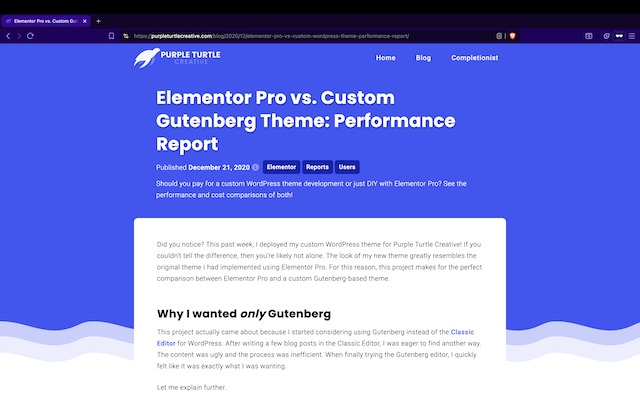 Elementor Pro vs. Custom Gut
https://purpleturtlecreative.com/blog/2020/12/elementor-pro-vs-custom-wordpress-theme-performance-report/
PURPLE TURTLE
CREATIVE
Home Blog Completionist
Elementor Pro vs. Custom
Gutenberg Theme: Performance
Report
Published December 21, 2020 Elementor Reports Users
Should you pay for a custom WordPress theme development or just DIY with Elementor Pro? See the
performance and cost comparisons of both!
Did you notice? This past week, I deployed my custom WordPress theme for Purple Turtle Creative! If you
couldn't tell the difference, then you're likely not alone. The look of my new theme greatly resembles the
original theme I had implemented using Elementor Pro. For this reason, this project makes for the perfect
comparison between Elementor Pro and a custom Gutenberg-based theme.
Why I wanted only Gutenberg
This project actually came about because I started considering using Gutenberg instead of the Classic
Editor for WordPress. After writing a few blog posts in the Classic Editor, I was eager to find another way.
The content was ugly and the process was inefficient. When finally trying the Gutenberg editor, I quickly
felt like it was exactly what I was wanting.
Let me explain further.